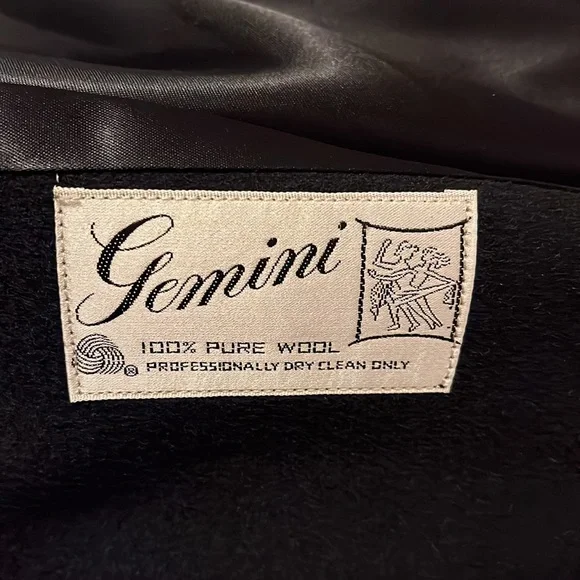 Gemini
100% PURE WOOL
® PROFESSIONALLY DRY CLEAN ONLY